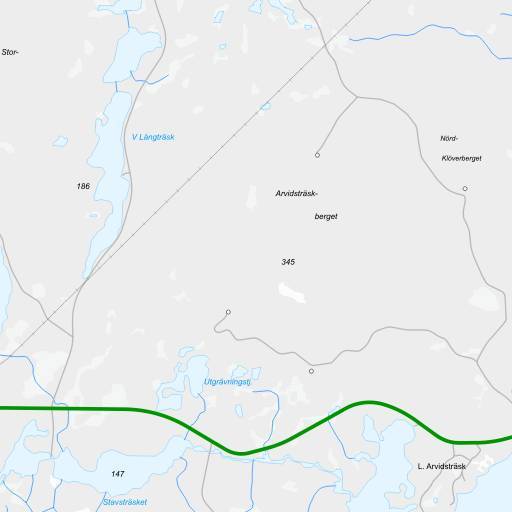 Stor-
V Långträsk
Nörd-
Klöverberget
186
Arvidsträsk-
berget
345
Utgrävningstj.
L. Arvidsträsk
147
Stavsträsket